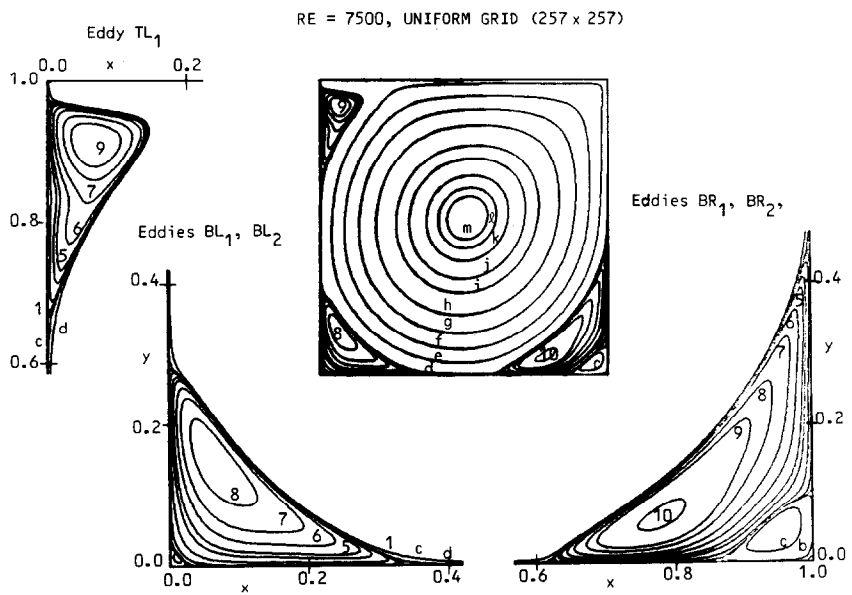 RE = 7500, UNIFORM GRID (257 x 257)
Eddy TL1
0.0 x 0.2
1.0
9
7
0.8
6
5
1
d
c
0.6
9
l
m
k
j
i
h
g
f
e
d
8
10
c
Eddies BL1, BL2
0.4
y
0.2
8
7
6
5
1
c
d
0.0
0.0
x
0.2
0.4
Eddies BR1, BR2,
0.4
5
6
7
y
8
0.2
9
10
c b
0.0
0.6
x
0.8
1.0